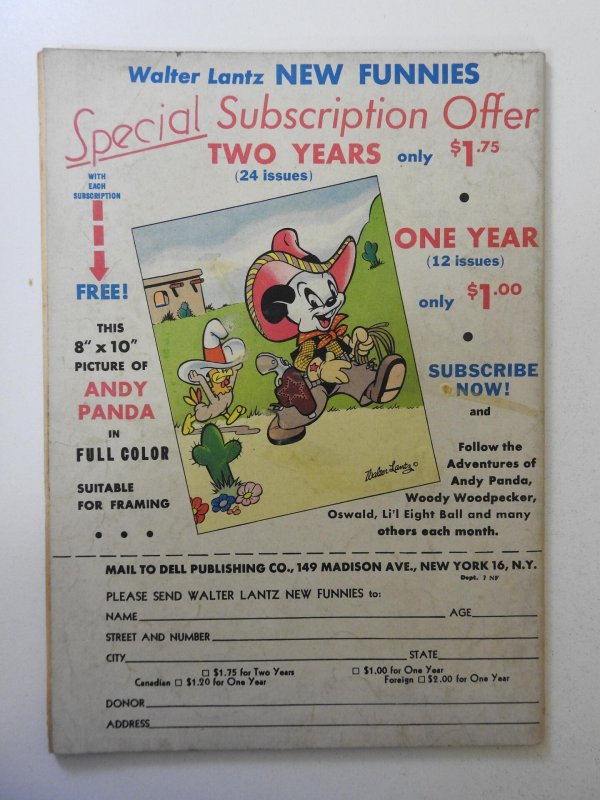 Walter Lantz NEW FUNNIES
Special Subscription Offer
TWO YEARS only $1.75
(24 issues)
WITH
EACH
SUBSCRIPTION
FREE!
ONE YEAR
(12 issues)
only $1.00
THIS
8" x 10"
PICTURE OF
ANDY
PANDA
IN
FULL COLOR
SUITABLE
FOR FRAMING
• • •
SUBSCRIBE
NOW!
and
Follow the
Adventures of
Andy Panda,
Woody Woodpecker,
Oswald, Li'l Eight Ball and many
others each month.
Walter Lantz ©
MAIL TO DELL PUBLISHING CO., 149 MADISON AVE., NEW YORK 16, N.Y.
Dept. 7 NF
PLEASE SEND WALTER LANTZ NEW FUNNIES to:
NAME AGE
STREET AND NUMBER
CITY STATE
□ $1.75 for Two Years □ $1.00 for One Year
Canadian □ $1.20 for One Year Foreign □ $2.00 for One Year
DONOR
ADDRESS